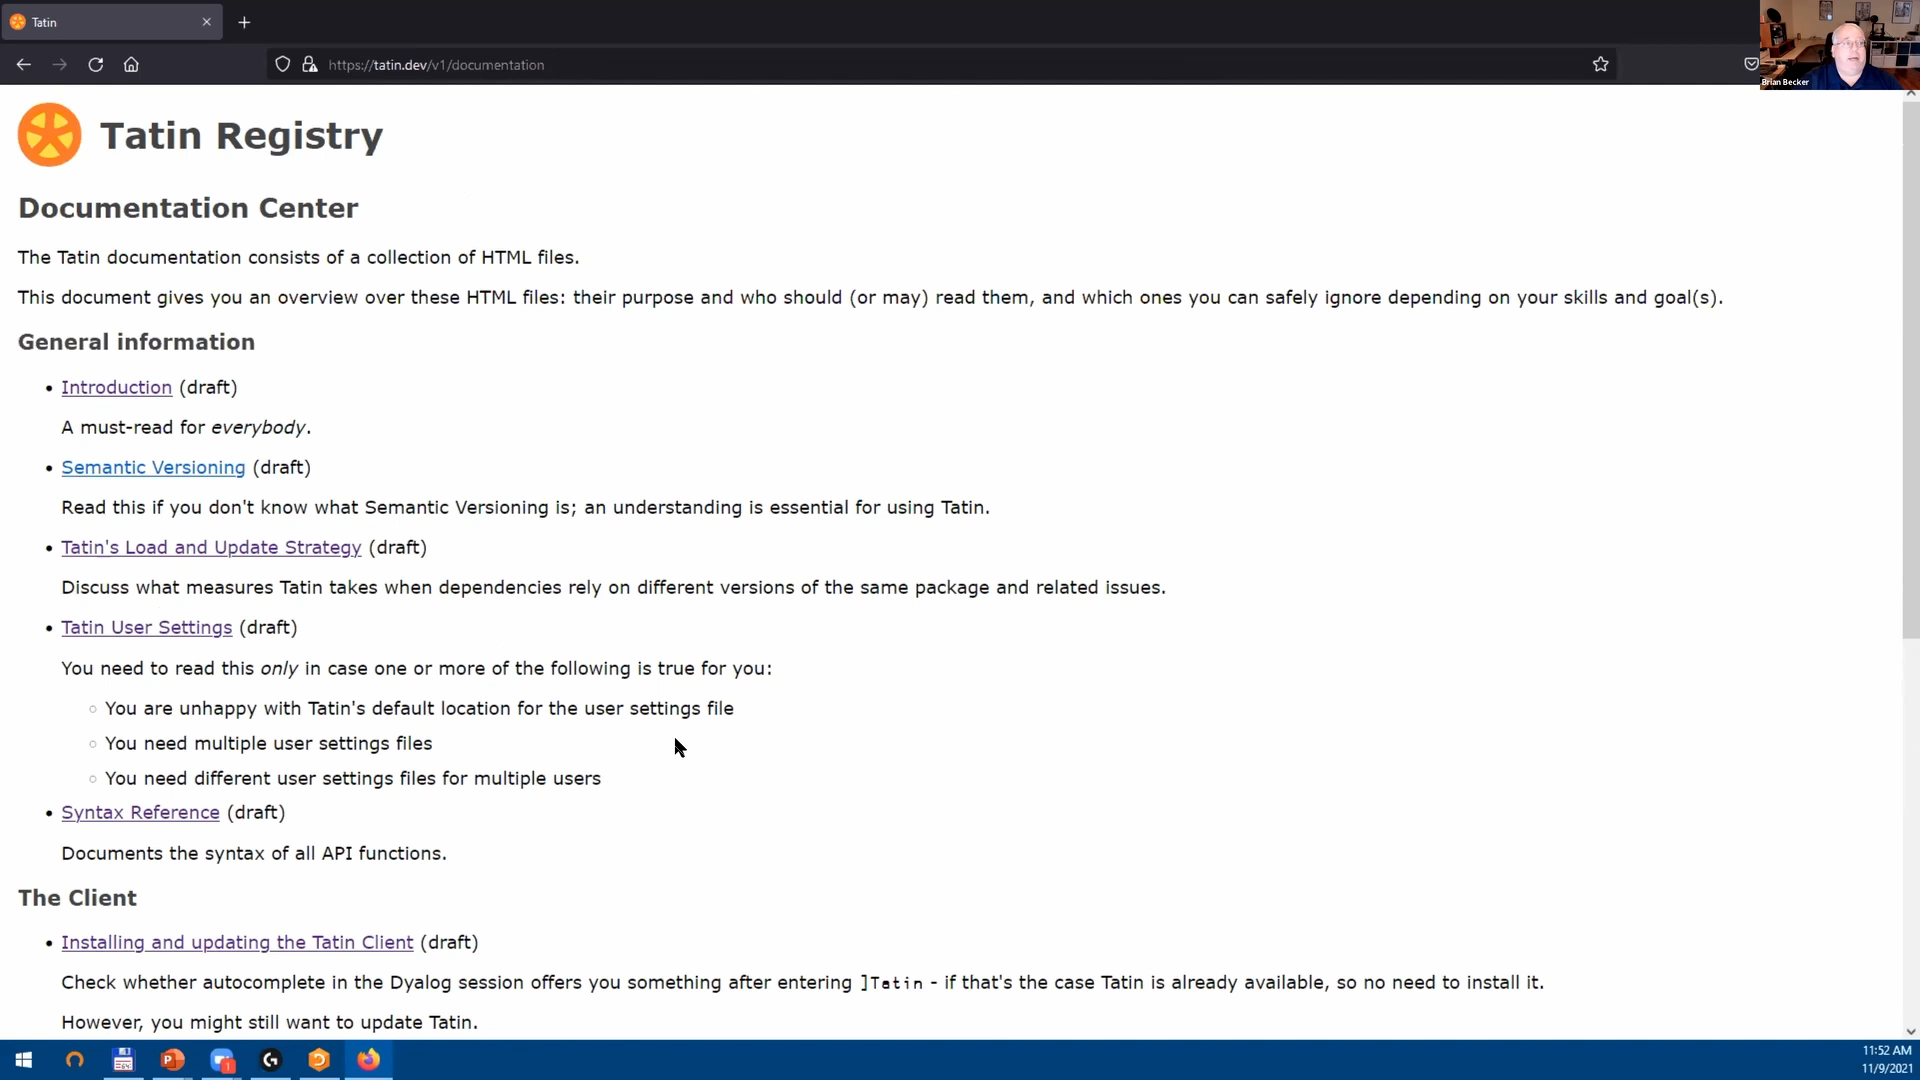 Tatin
https://tatin.dev/v1/documentation
Brian Becker
Tatin Registry
Documentation Center
The Tatin documentation consists of a collection of HTML files.
This document gives you an overview over these HTML files: their purpose and who should (or may) read them, and which ones you can safely ignore depending on your skills and goal(s).
General information
Introduction (draft)
A must-read for everybody.
Semantic Versioning (draft)
Read this if you don't know what Semantic Versioning is; an understanding is essential for using Tatin.
Tatin's Load and Update Strategy (draft)
Discuss what measures Tatin takes when dependencies rely on different versions of the same package and related issues.
Tatin User Settings (draft)
You need to read this only in case one or more of the following is true for you:
You are unhappy with Tatin's default location for the user settings file
You need multiple user settings files
You need different user settings files for multiple users
Syntax Reference (draft)
Documents the syntax of all API functions.
The Client
Installing and updating the Tatin Client (draft)
Check whether autocomplete in the Dyalog session offers you something after entering ]Tatin - if that's the case Tatin is already available, so no need to install it.
However, you might still want to update Tatin.
11:52 AM
11/9/2021